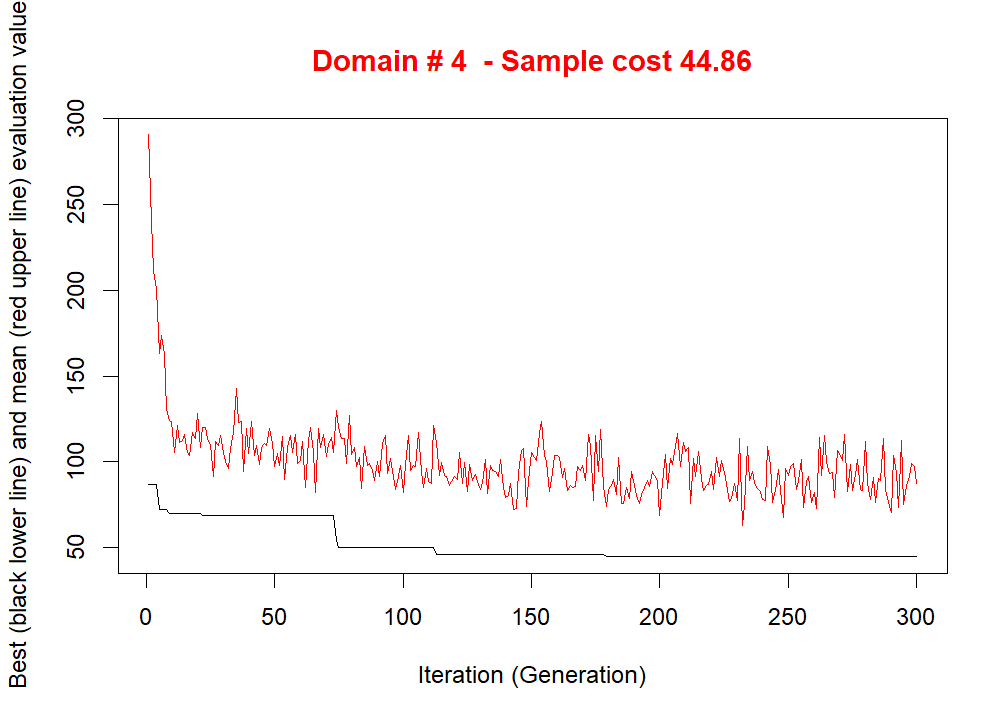 Domain # 4  - Sample cost 44.86
Best (black lower line) and mean (red upper line) evaluation value
300
250
200
150
100
50
0 50 100 150 200 250 300
Iteration (Generation)